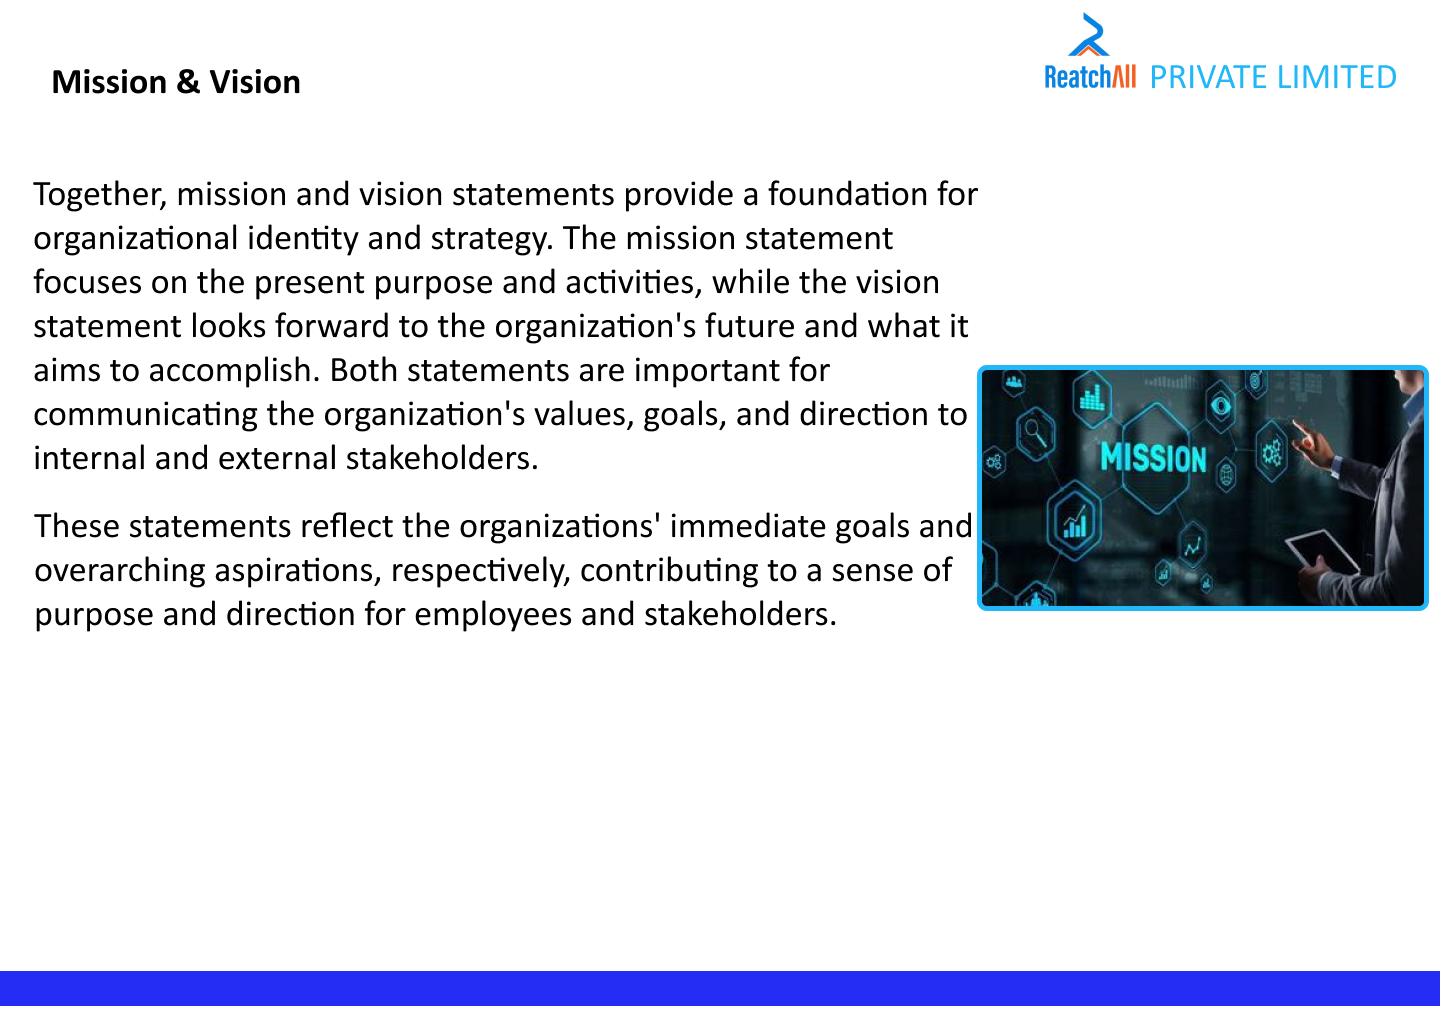 Mission & Vision
ReatchAll PRIVATE LIMITED
Together, mission and vision statements provide a foundation for
organizational identity and strategy. The mission statement
focuses on the present purpose and activities, while the vision
statement looks forward to the organization's future and what it
aims to accomplish. Both statements are important for
communicating the organization's values, goals, and direction to
internal and external stakeholders.
These statements reflect the organizations' immediate goals and
overarching aspirations, respectively, contributing to a sense of
purpose and direction for employees and stakeholders.
MISSION